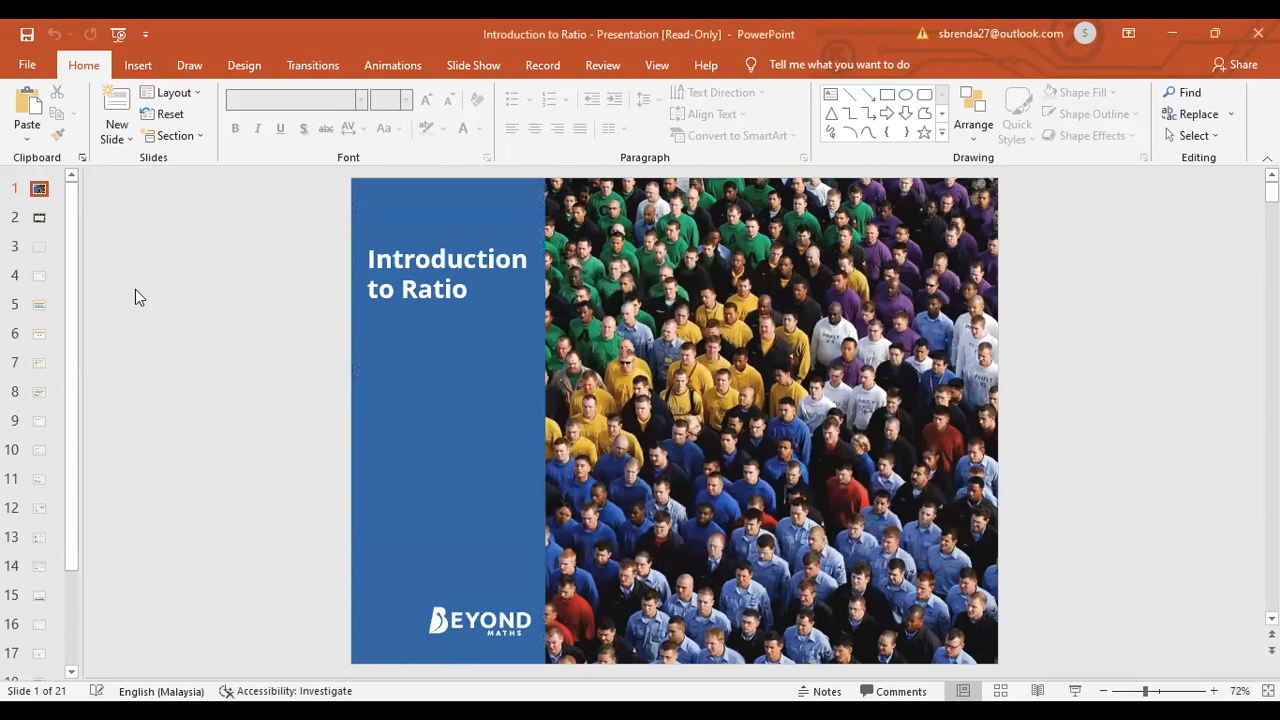 Introduction to Ratio - Presentation [Read-Only] - PowerPoint
sbrenda27@outlook.com
S
File Home Insert Draw Design Transitions Animations Slide Show Record Review View Help Tell me what you want to do Share
Paste
New
Slide
Layout
Reset
Section
Text Direction
Align Text
Convert to SmartArt
Arrange
Quick
Styles
Shape Fill
Shape Outline
Shape Effects
Find
Replace
Select
Clipboard Slides Font Paragraph Drawing Editing
1
2
3
4
5
6
7
8
9
10
11
12
13
14
15
16
17
Introduction
to Ratio
BEYOND
MATHS
Slide 1 of 21 English (Malaysia) Accessibility: Investigate Notes Comments 72%